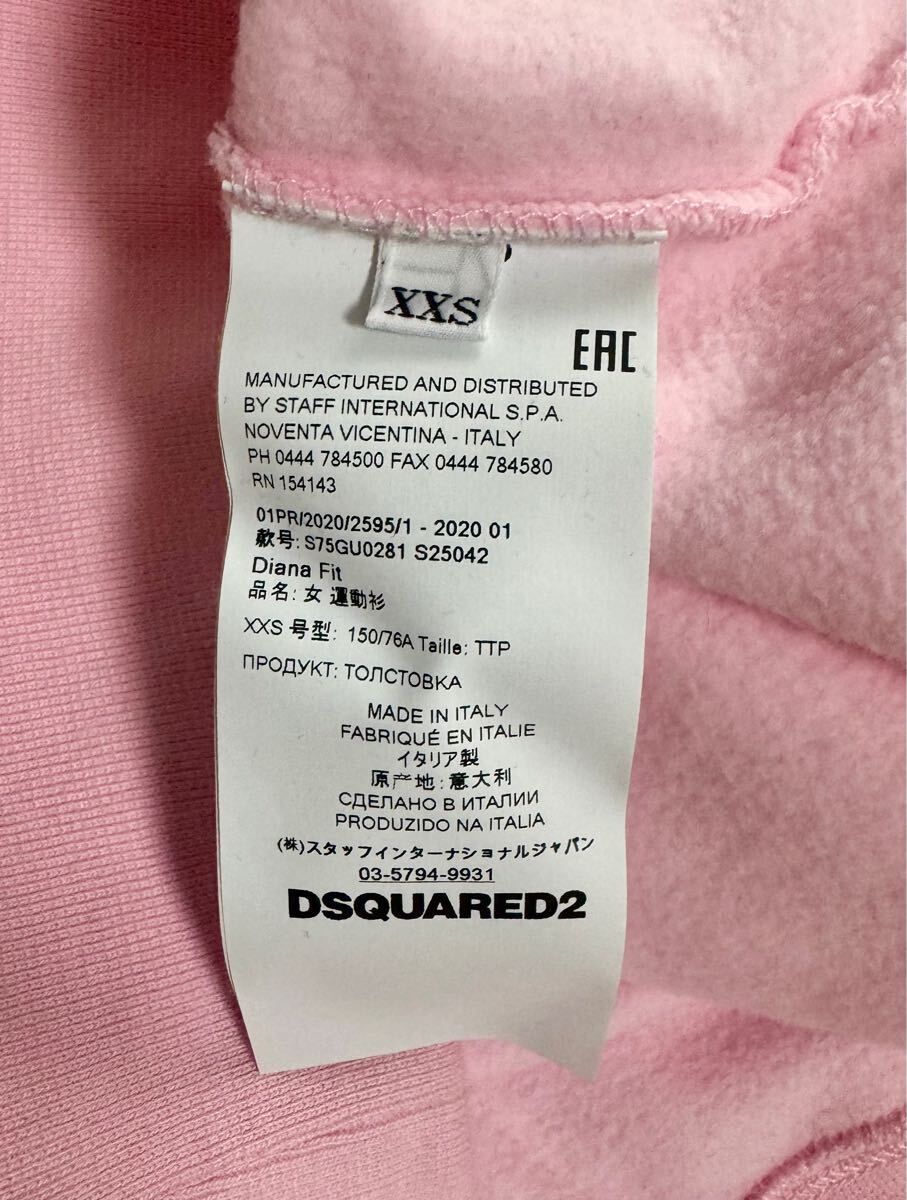 XXS
EAC
MANUFACTURED AND DISTRIBUTED
BY STAFF INTERNATIONAL S.P.A.
NOVENTA VICENTINA - ITALY
PH 0444 784500 FAX 0444 784580
RN 154143
01PR/2020/2595/1 - 2020 01
款号: S75GU0281 S25042
Diana Fit
品名: 女 運動衫
XXS 号型: 150/76A Taille: TTP
ПРОДУКТ: ТОЛСТОВКА
MADE IN ITALY
FABRIQUÉ EN ITALIE
イタリア製
原产地: 意大利
СДЕЛАНО В ИТАЛИИ
PRODUZIDO NA ITALIA
(株)スタッフインターナショナルジャパン
03-5794-9931
DSQUARED2